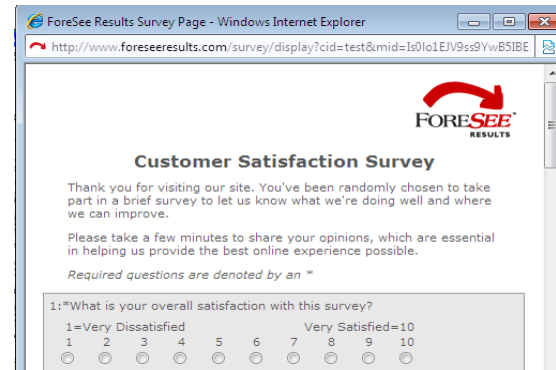 ForeSee Results Survey Page - Windows Internet Explorer
http://www.foreseeresults.com/survey/display?cid=test&mid=Is0Io1EJV9ss9YwB5IBE
FORESEE
RESULTS
Customer Satisfaction Survey
Thank you for visiting our site. You've been randomly chosen to take
part in a brief survey to let us know what we're doing well and where
we can improve.
Please take a few minutes to share your opinions, which are essential
in helping us provide the best online experience possible.
Required questions are denoted by an *
1:*What is your overall satisfaction with this survey?
1=Very Dissatisfied Very Satisfied=10
1 2 3 4 5 6 7 8 9 10